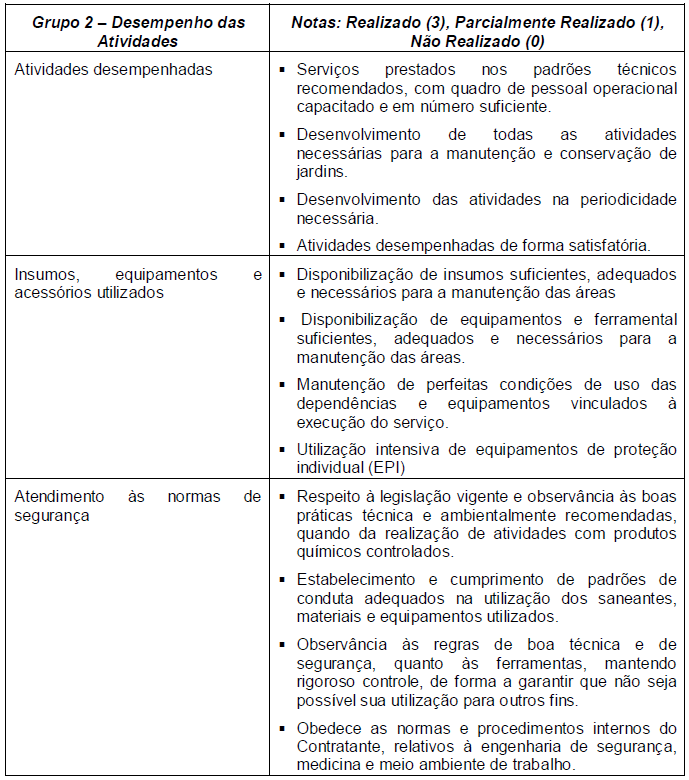 Grupo 2 – Desempenho das
Atividades
Notas: Realizado (3), Parcialmente Realizado (1),
Não Realizado (0)
Atividades desempenhadas
▪ Serviços prestados nos padrões técnicos
recomendados, com quadro de pessoal operacional
capacitado e em número suficiente.
▪ Desenvolvimento de todas as atividades
necessárias para a manutenção e conservação de
jardins.
▪ Desenvolvimento das atividades na periodicidade
necessária.
▪ Atividades desempenhadas de forma satisfatória.
Insumos, equipamentos e
acessórios utilizados
▪ Disponibilização de insumos suficientes, adequados
e necessários para a manutenção das áreas
▪ Disponibilização de equipamentos e ferramental
suficientes, adequados e necessários para a
manutenção das áreas.
▪ Manutenção de perfeitas condições de uso das
dependências e equipamentos vinculados à
execução do serviço.
▪ Utilização intensiva de equipamentos de proteção
individual (EPI)
Atendimento às normas de
segurança
▪ Respeito à legislação vigente e observância às boas
práticas técnica e ambientalmente recomendadas,
quando da realização de atividades com produtos
químicos controlados.
▪ Estabelecimento e cumprimento de padrões de
conduta adequados na utilização dos saneantes,
materiais e equipamentos utilizados.
▪ Observância às regras de boa técnica e de
segurança, quanto às ferramentas, mantendo
rigoroso controle, de forma a garantir que não seja
possível sua utilização para outros fins.
▪ Obedece as normas e procedimentos internos do
Contratante, relativos à engenharia de segurança,
medicina e meio ambiente de trabalho.